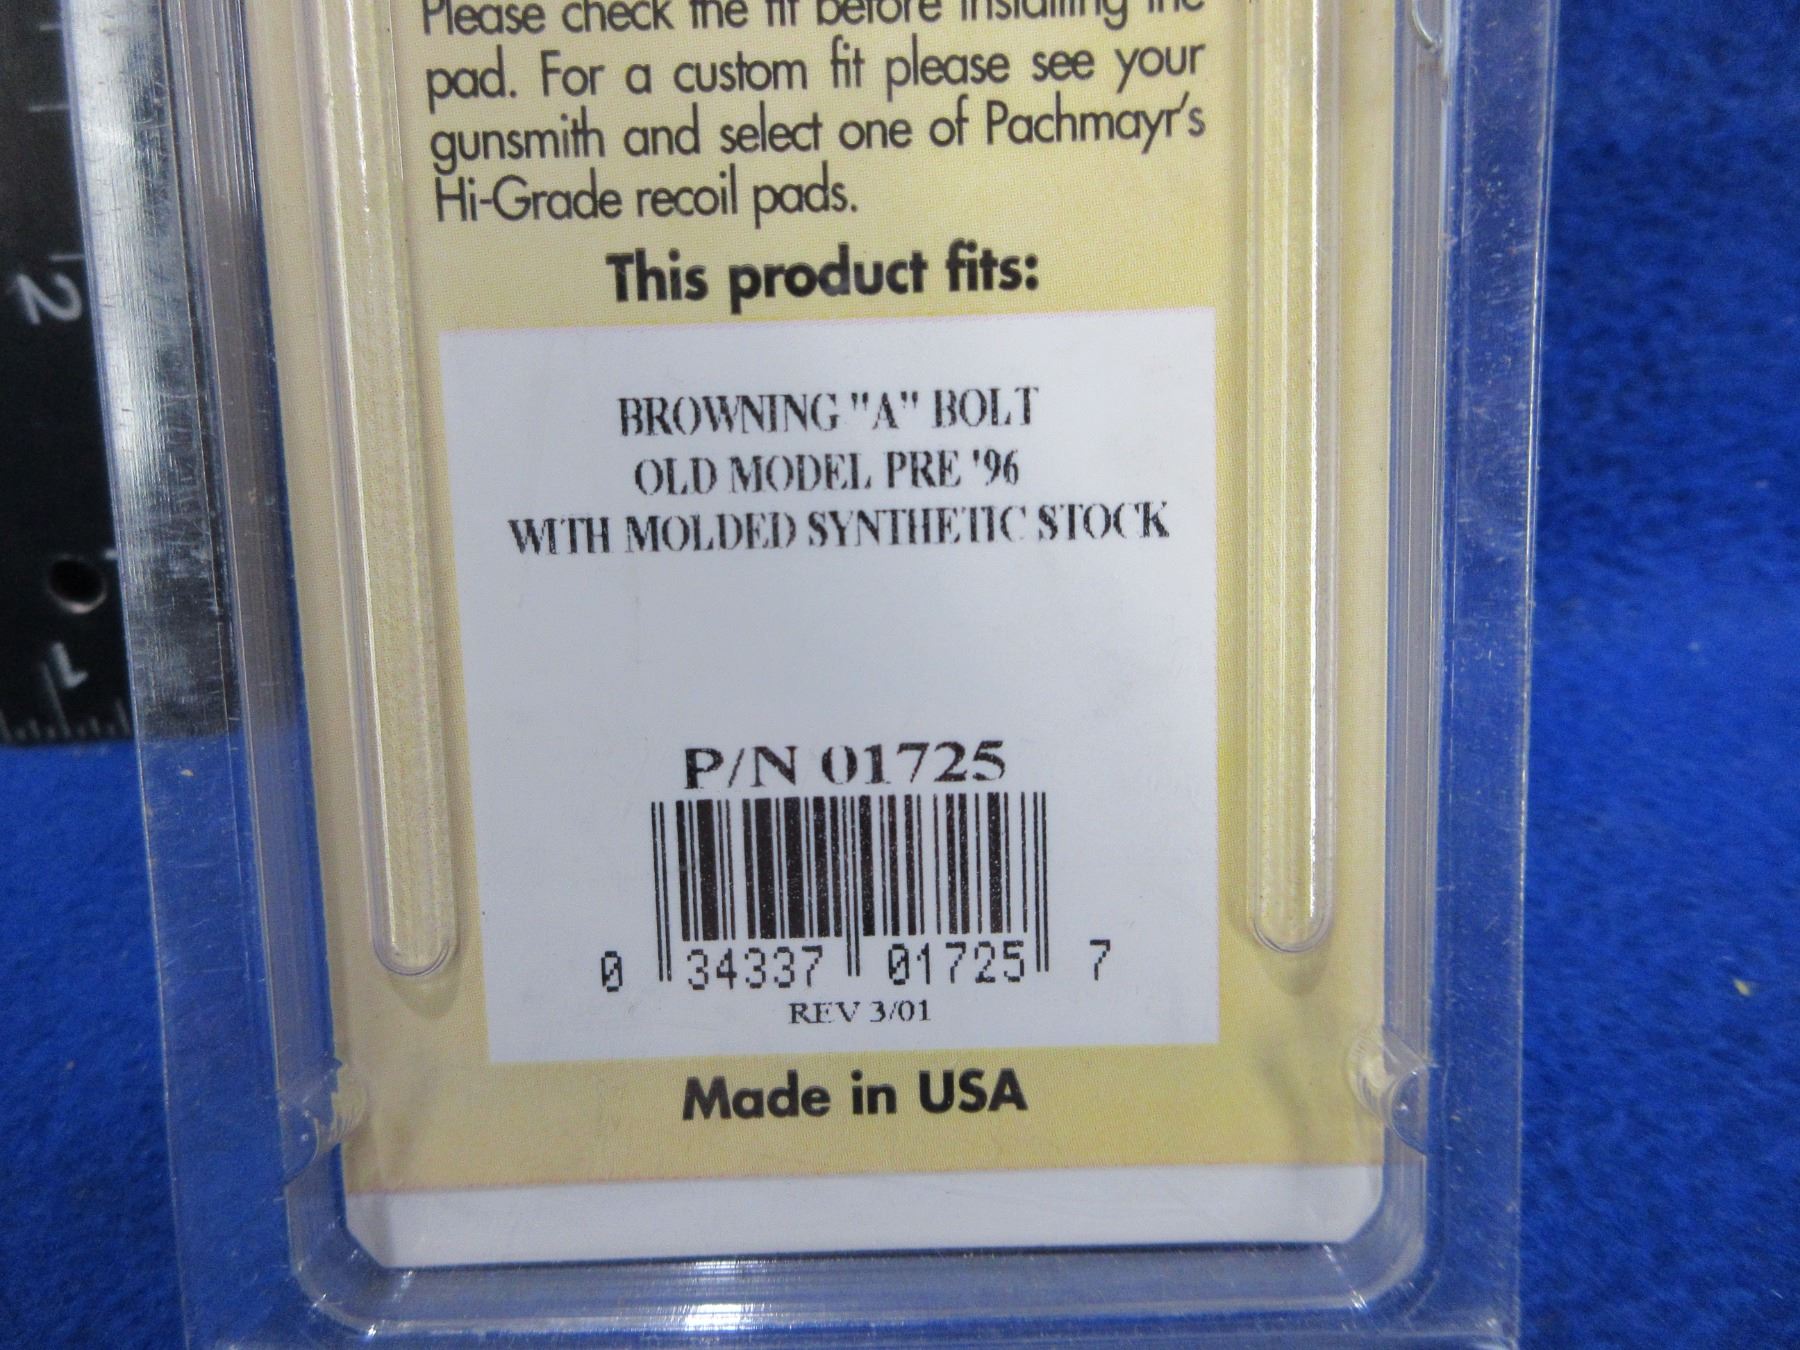 Please check the fit before installing the
pad. For a custom fit please see your
gunsmith and select one of Pachmayr's
Hi-Grade recoil pads.
This product fits:
BROWNING "A" BOLT
OLD MODEL PRE '96
WITH MOLDED SYNTHETIC STOCK
P/N 01725
0 34337 01725 7
REV 3/01
Made in USA
2
1